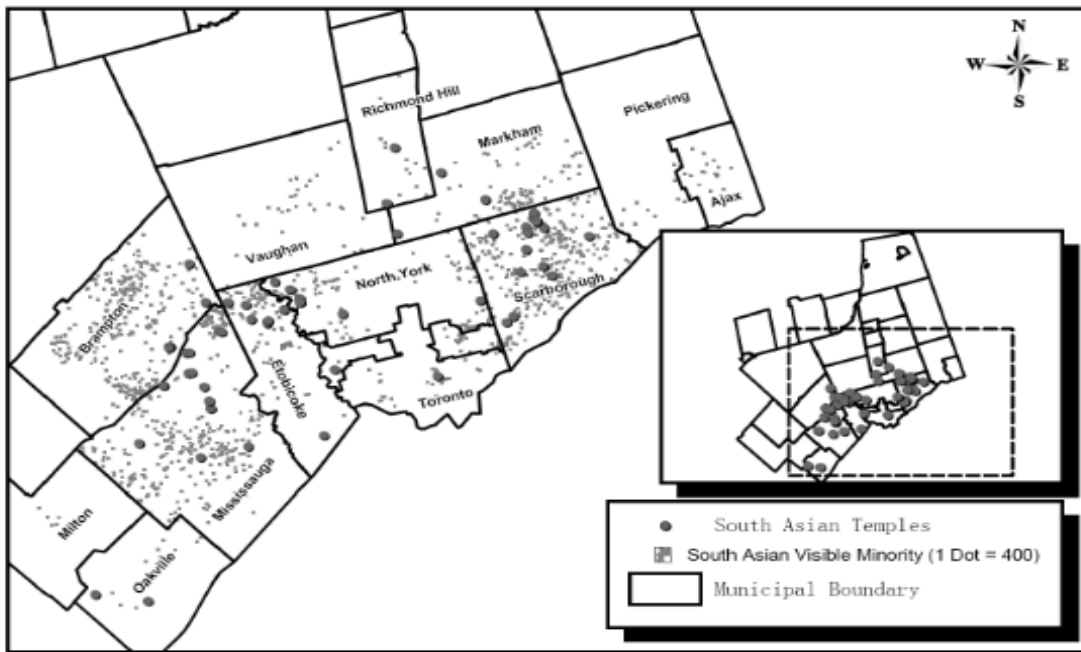 N
W E
S
Richmond Hill
Pickering
Markham
Ajax
Vaughan
North York
Scarborough
Brampton
Etobicoke
Toronto
Mississauga
Milton
Oakville
South Asian Temples
South Asian Visible Minority (1 Dot = 400)
Municipal Boundary